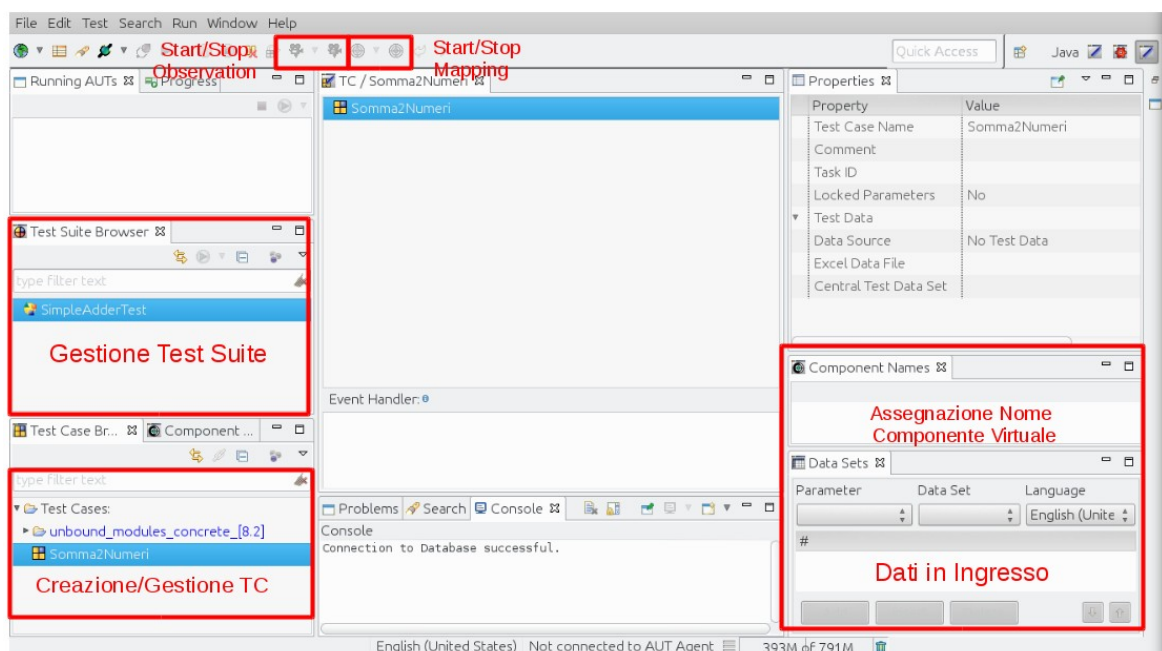 File Edit Test Search Run Window Help
Start/Stop
Observation
Start/Stop
Mapping
Quick Access
Java
Running AUTs
Progress
TC / Somma2Numeri
Somma2Numeri
Properties
Property Value
Test Case Name Somma2Numeri
Comment
Task ID
Locked Parameters No
Test Data
Data Source No Test Data
Excel Data File
Central Test Data Set
Test Suite Browser
type filter text
SimpleAdderTest
Gestione Test Suite
Event Handler:
Component Names
Assegnazione Nome
Componente Virtuale
Test Case Br... Component ...
type filter text
Test Cases:
unbound_modules_concrete_[8.2]
Somma2Numeri
Creazione/Gestione TC
Problems Search Console
Console
Connection to Database successful.
Data Sets
Parameter Data Set Language
English (Unite
#
Dati in Ingresso
English (United States) Not connected to AUT Agent 393M of 791M